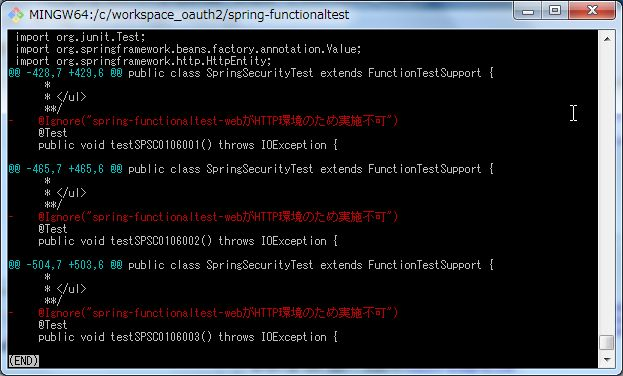 MINGW64:/c/workspace_oauth2/spring-functionaltest
import org.junit.Test;
import org.springframework.beans.factory.annotation.Value;
import org.springframework.http.HttpEntity;
@@ -428,7 +429,6 @@ public class SpringSecurityTest extends FunctionTestSupport {
*
* </ul>
**/
- @Ignore("spring-functionaltest-webがHTTP環境のため実施不可")
@Test
public void testSPSC0106001() throws IOException {
@@ -465,7 +465,6 @@ public class SpringSecurityTest extends FunctionTestSupport {
*
* </ul>
**/
- @Ignore("spring-functionaltest-webがHTTP環境のため実施不可")
@Test
public void testSPSC0106002() throws IOException {
@@ -504,7 +503,6 @@ public class SpringSecurityTest extends FunctionTestSupport {
*
* </ul>
**/
- @Ignore("spring-functionaltest-webがHTTP環境のため実施不可")
@Test
public void testSPSC0106003() throws IOException {
(END)